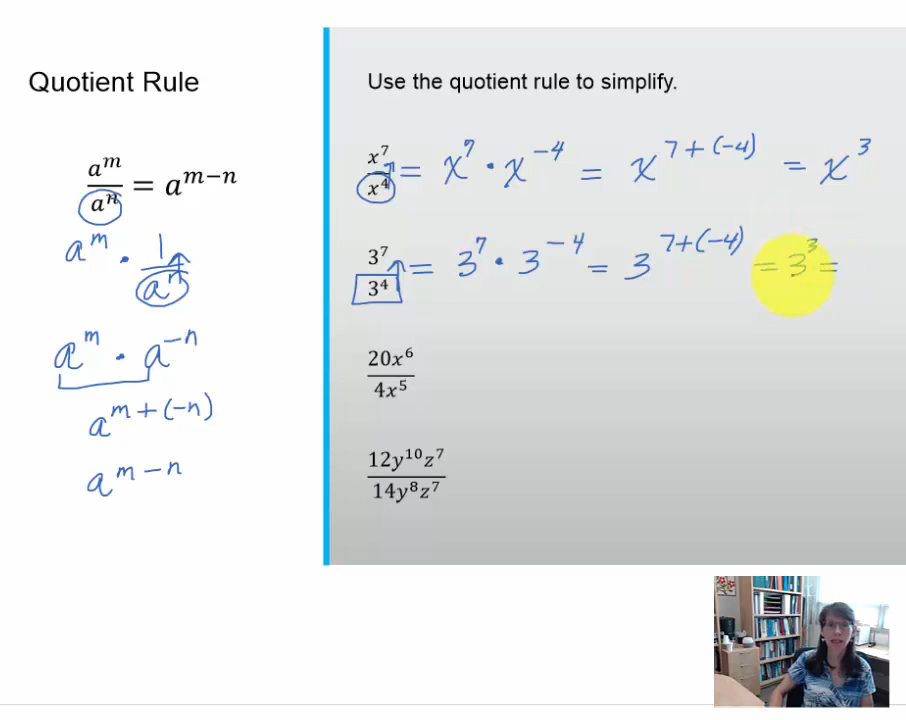 Quotient Rule
a^m/a^n = a^(m−n)
a^m · 1/a^n
a^m · a^−n
a^(m+(−n))
a^(m−n)
Use the quotient rule to simplify.
x^7/x^4 = x^7 · x^−4 = x^(7+(−4)) = x^3
3^7/3^4 = 3^7 · 3^−4 = 3^(7+(−4)) = 3^3 =
20x^6/4x^5
12y^10z^7/14y^8z^7